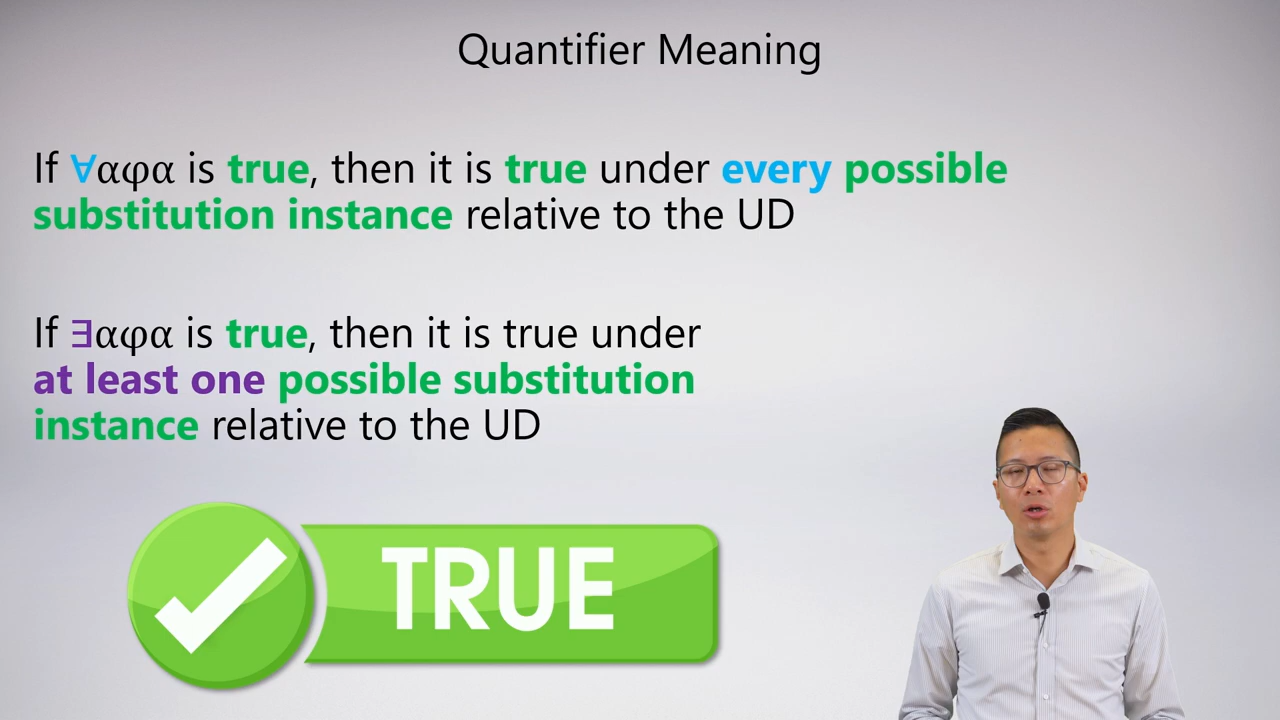 Quantifier Meaning
If ∀αφα is true, then it is true under every possible
substitution instance relative to the UD
If ∃αφα is true, then it is true under
at least one possible substitution
instance relative to the UD
TRUE